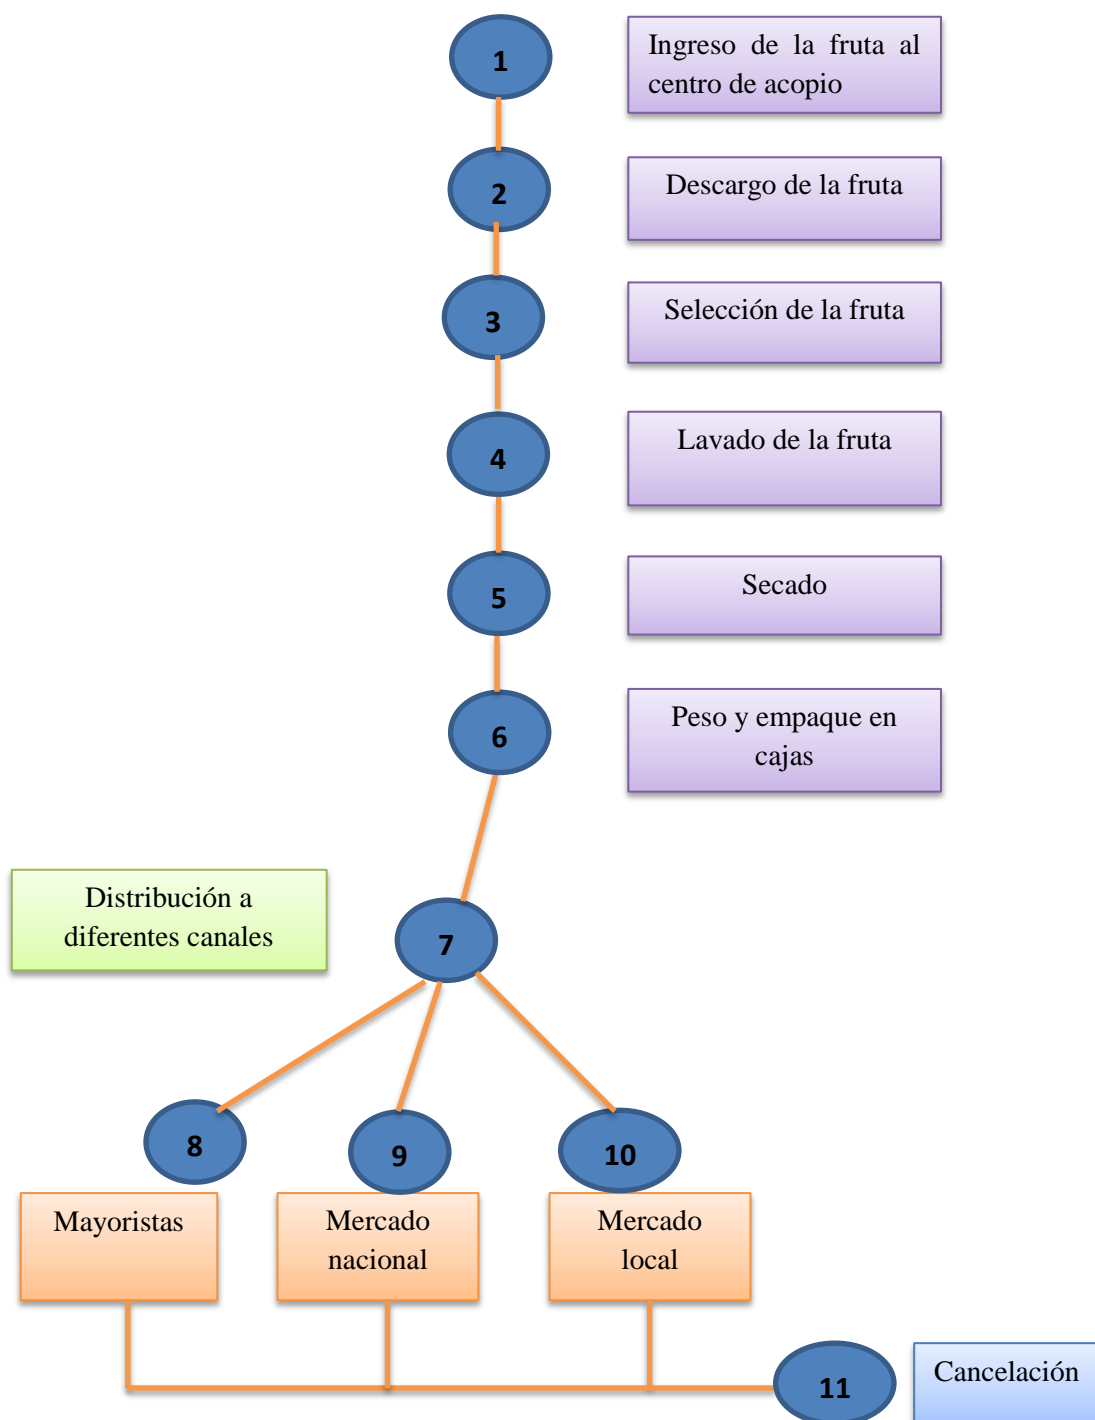 1
Ingreso de la fruta al
centro de acopio
2
Descargo de la fruta
3
Selección de la fruta
4
Lavado de la fruta
5
Secado
6
Peso y empaque en
cajas
Distribución a
diferentes canales
7
8
9
10
Mayoristas
Mercado
nacional
Mercado
local
11
Cancelación